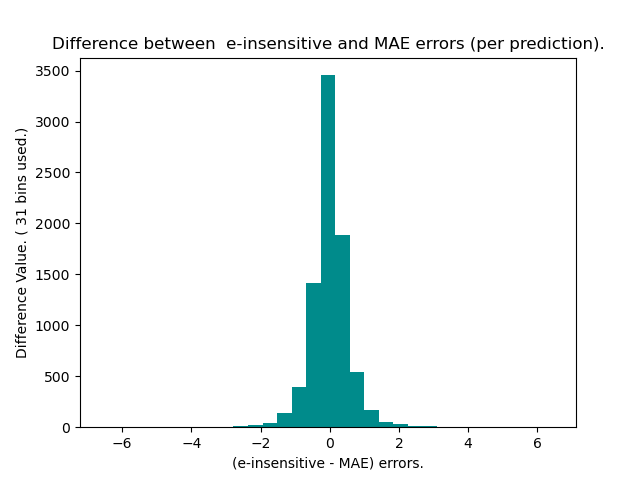 Difference between  e-insensitive and MAE errors (per prediction).
3500
3000
2500
2000
1500
1000
500
0
Difference Value. ( 31 bins used.)
−6 −4 −2 0 2 4 6
(e-insensitive - MAE) errors.